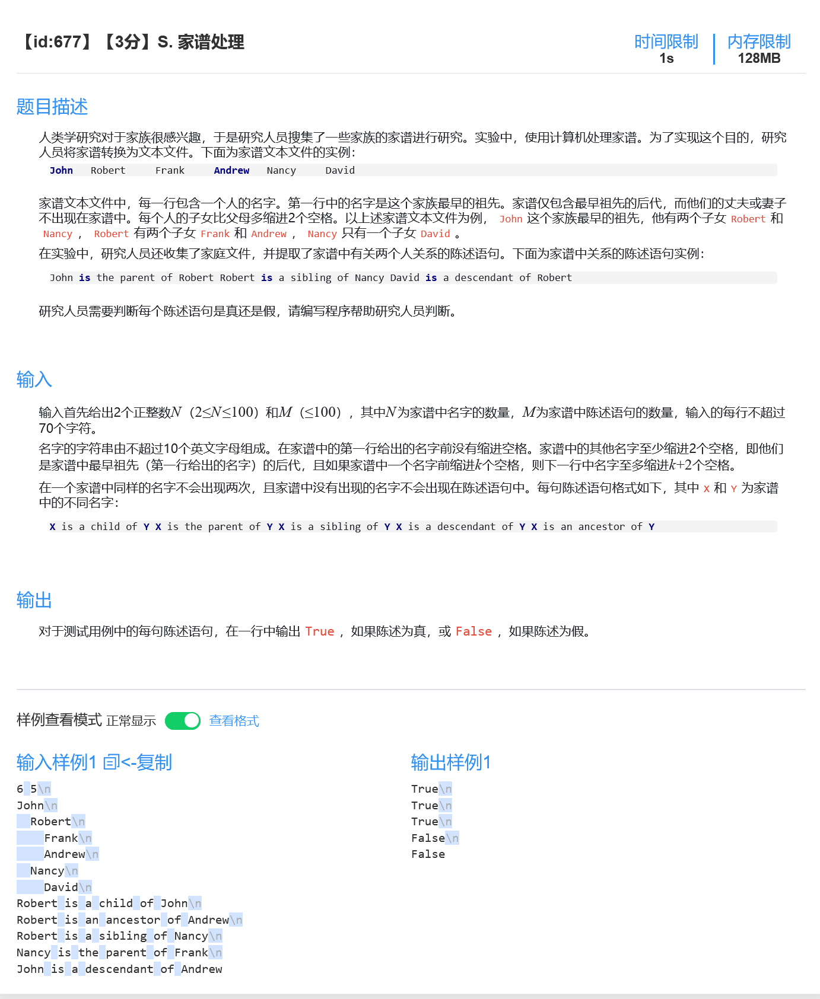 【id:677】【3分】S. 家谱处理
时间限制
1s
内存限制
128MB
题目描述
人类学研究对于家族很感兴趣，于是研究人员搜集了一些家族的家谱进行研究。实验中，使用计算机处理家谱。为了实现这个目的，研究
人员将家谱转换为文本文件。下面为家谱文本文件的实例：
John   Robert     Frank     Andrew   Nancy     David
家谱文本文件中，每一行包含一个人的名字。第一行中的名字是这个家族最早的祖先。家谱仅包含最早祖先的后代，而他们的丈夫或妻子
不出现在家谱中。每个人的子女比父母多缩进2个空格。以上述家谱文本文件为例， John 这个家族最早的祖先，他有两个子女 Robert 和
Nancy ， Robert 有两个子女 Frank 和 Andrew ， Nancy 只有一个子女 David 。
在实验中，研究人员还收集了家庭文件，并提取了家谱中有关两个人关系的陈述语句。下面为家谱中关系的陈述语句实例：
John is the parent of Robert Robert is a sibling of Nancy David is a descendant of Robert
研究人员需要判断每个陈述语句是真还是假，请编写程序帮助研究人员判断。
输入
输入首先给出2个正整数N（2≤N≤100）和M（≤100），其中N为家谱中名字的数量，M为家谱中陈述语句的数量，输入的每行不超过
70个字符。
名字的字符串由不超过10个英文字母组成。在家谱中的第一行给出的名字前没有缩进空格。家谱中的其他名字至少缩进2个空格，即他们
是家谱中最早祖先（第一行给出的名字）的后代，且如果家谱中一个名字前缩进k个空格，则下一行中名字至多缩进k+2个空格。
在一个家谱中同样的名字不会出现两次，且家谱中没有出现的名字不会出现在陈述语句中。每句陈述语句格式如下，其中 X 和 Y 为家谱
中的不同名字：
X is a child of Y X is the parent of Y X is a sibling of Y X is a descendant of Y X is an ancestor of Y
输出
对于测试用例中的每句陈述语句，在一行中输出 True ，如果陈述为真，或 False ，如果陈述为假。
样例查看模式 正常显示 查看格式
输入样例1 <-复制
6 5\n
John\n
  Robert\n
    Frank\n
    Andrew\n
  Nancy\n
    David\n
Robert is a child of John\n
Robert is an ancestor of Andrew\n
Robert is a sibling of Nancy\n
Nancy is the parent of Frank\n
John is a descendant of Andrew
输出样例1
True\n
True\n
True\n
False\n
False